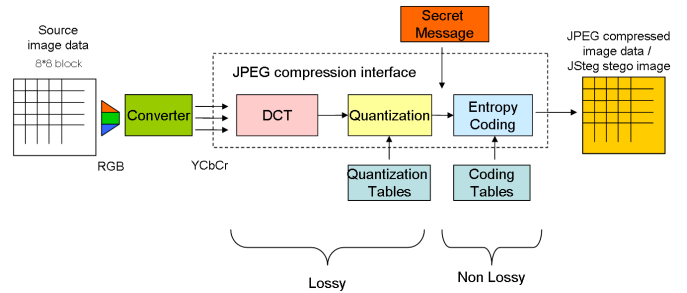 Source
image data
8*8 block
Secret
Message
JPEG compressed
image data /
JSteg stego image
JPEG compression interface
Converter
DCT
Quantization
Entropy
Coding
RGB
YCbCr
Quantization
Tables
Coding
Tables
Lossy
Non Lossy